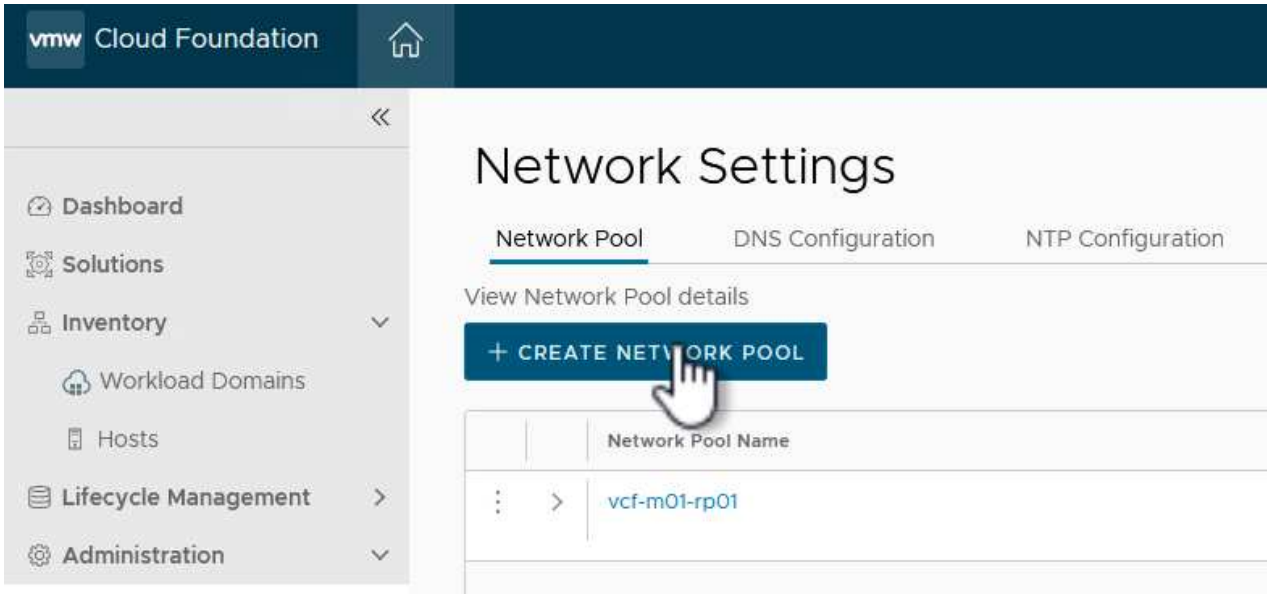 vmw Cloud Foundation
Network Settings
Dashboard
Solutions
Inventory
Workload Domains
Hosts
Lifecycle Management
Administration
Network Pool DNS Configuration NTP Configuration
View Network Pool details
+ CREATE NETWORK POOL
Network Pool Name
vcf-m01-rp01